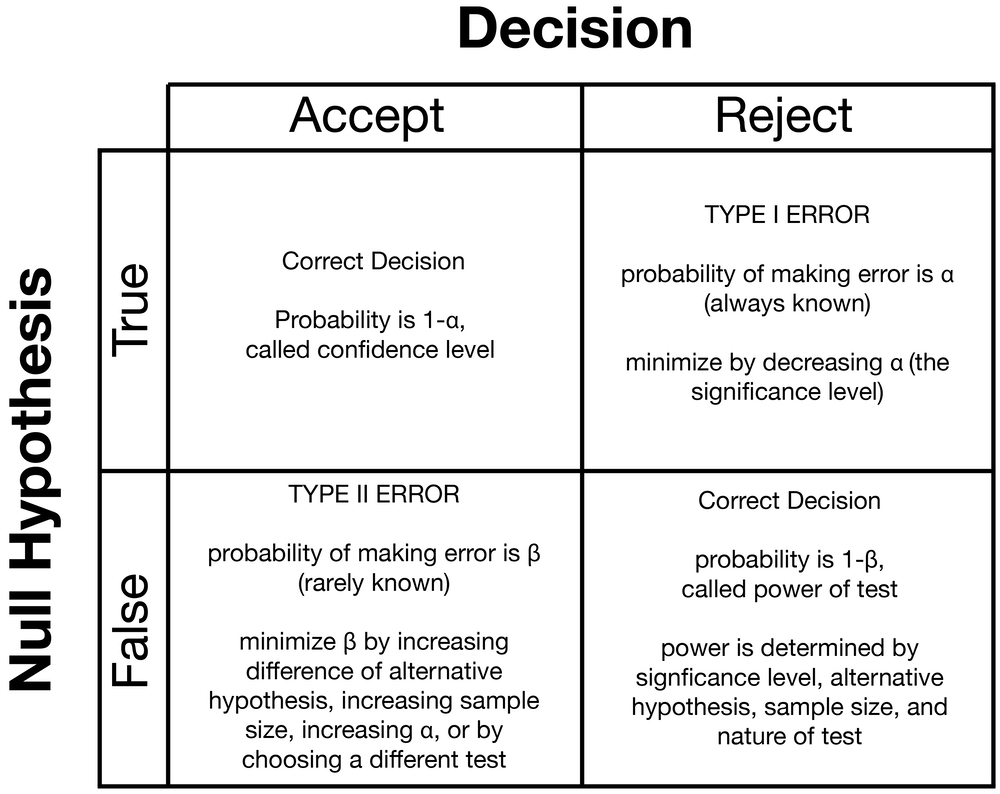 Decision
Accept
Reject
Null Hypothesis
True
Correct Decision
Probability is 1-α,
called confidence level
TYPE I ERROR
probability of making error is α
(always known)
minimize by decreasing α (the
significance level)
False
TYPE II ERROR
probability of making error is β
(rarely known)
minimize β by increasing
difference of alternative
hypothesis, increasing sample
size, increasing α, or by
choosing a different test
Correct Decision
probability is 1-β,
called power of test
power is determined by
signficance level, alternative
hypothesis, sample size, and
nature of test